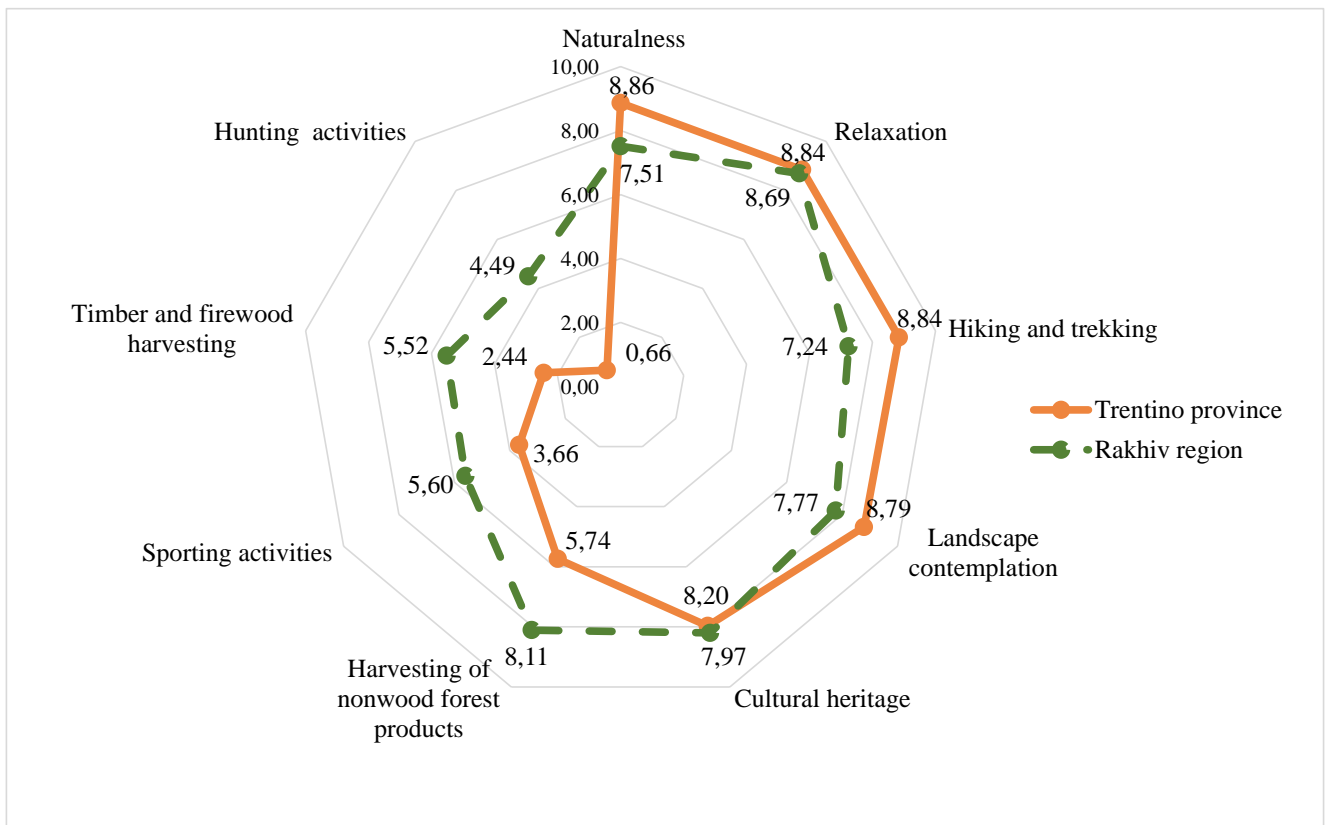 Naturalness
10,00
8,86
Hunting  activities
Relaxation
8,00
8,84
7,51
6,00
8,69
4,49
4,00
Timber and firewood
harvesting
5,52
2,44
2,00
0,66
7,24
8,84
Hiking and trekking
0,00
Trentino province
Rakhiv region
3,66
5,60
7,77
8,79
Sporting activities
5,74
Landscape
contemplation
8,20
8,11
7,97
Harvesting of
nonwood forest
products
Cultural heritage